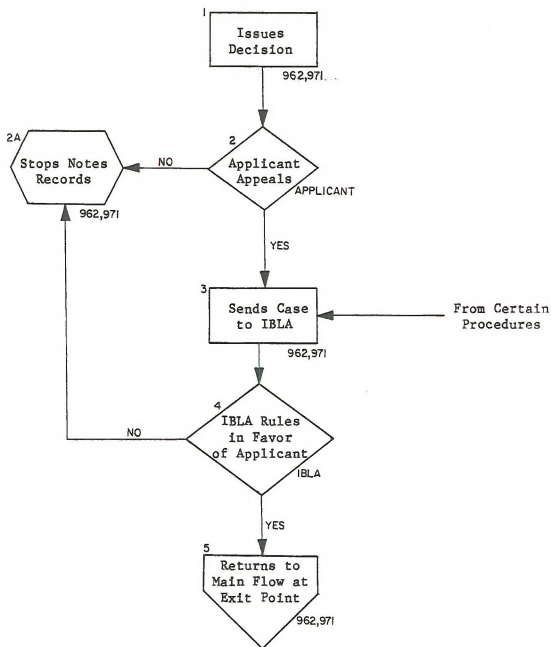 1
Issues
Decision
962,971...
2
Applicant
Appeals
APPLICANT
NO
2A
Stops Notes
Records
962,971
YES
3
Sends Case
to IBLA
962,971
From Certain
Procedures
4
IBLA Rules
in Favor
of Applicant
IBLA
NO
YES
5
Returns to
Main Flow at
Exit Point
962,971